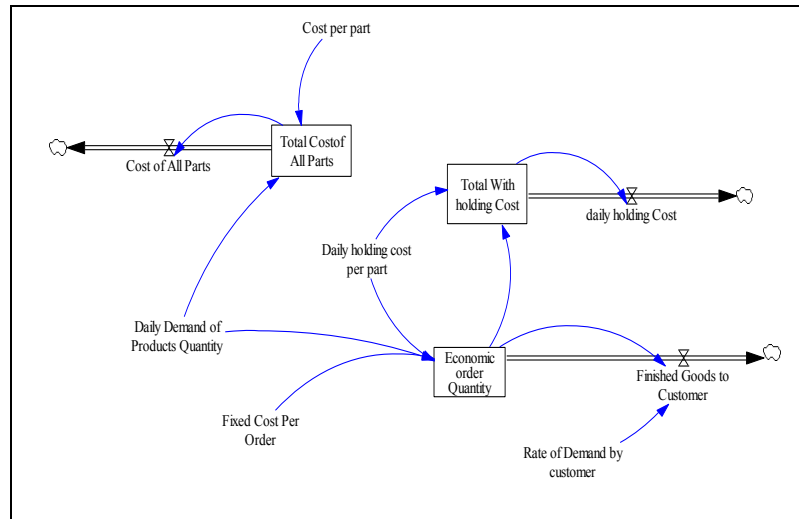 Cost per part
Total Costof
All Parts
Cost of All Parts
Total With
holding Cost
daily holding Cost
Daily holding cost
per part
Daily Demand of
Products Quantity
Economic
order
Quantity
Finished Goods to
Customer
Fixed Cost Per
Order
Rate of Demand by
customer